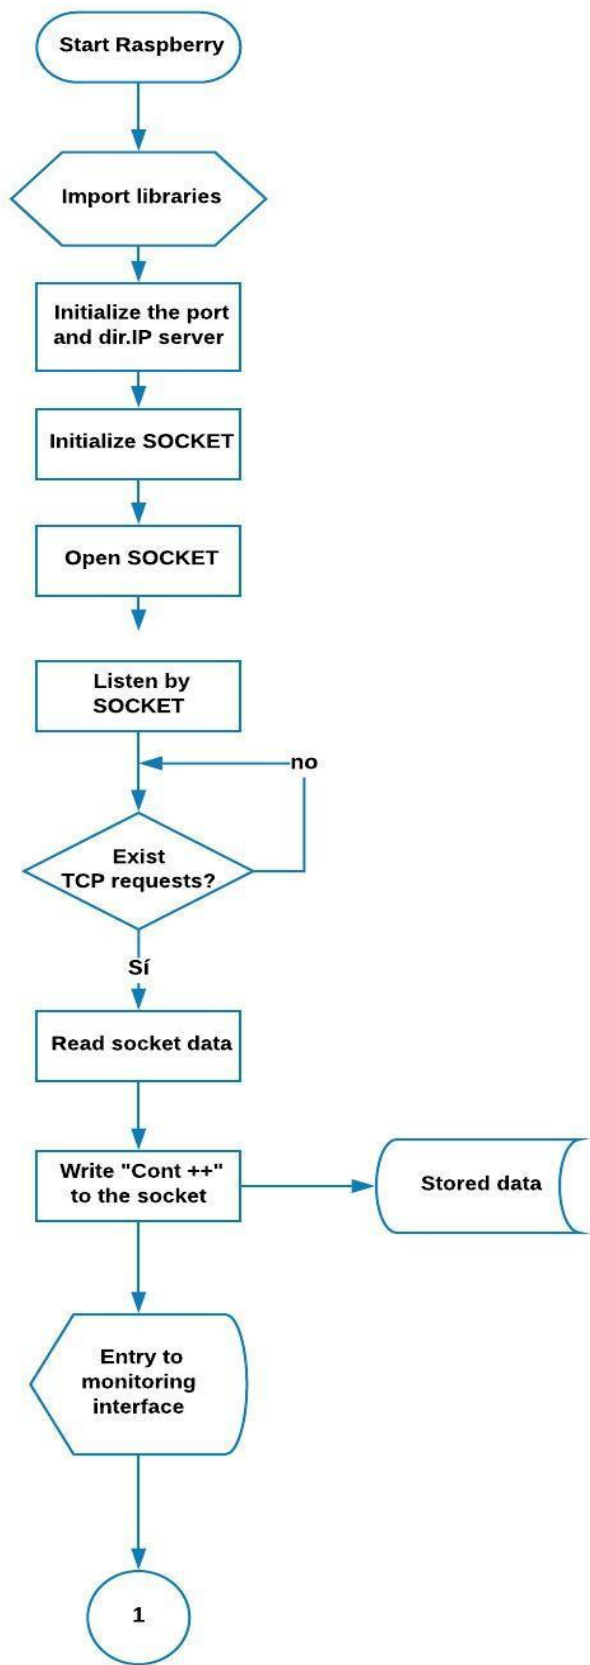 Start Raspberry
Import libraries
Initialize the port
and dir.IP server
Initialize SOCKET
Open SOCKET
Listen by
SOCKET
no
Exist
TCP requests?
Sí
Read socket data
Write "Cont ++"
to the socket
Stored data
Entry to
monitoring
interface
1